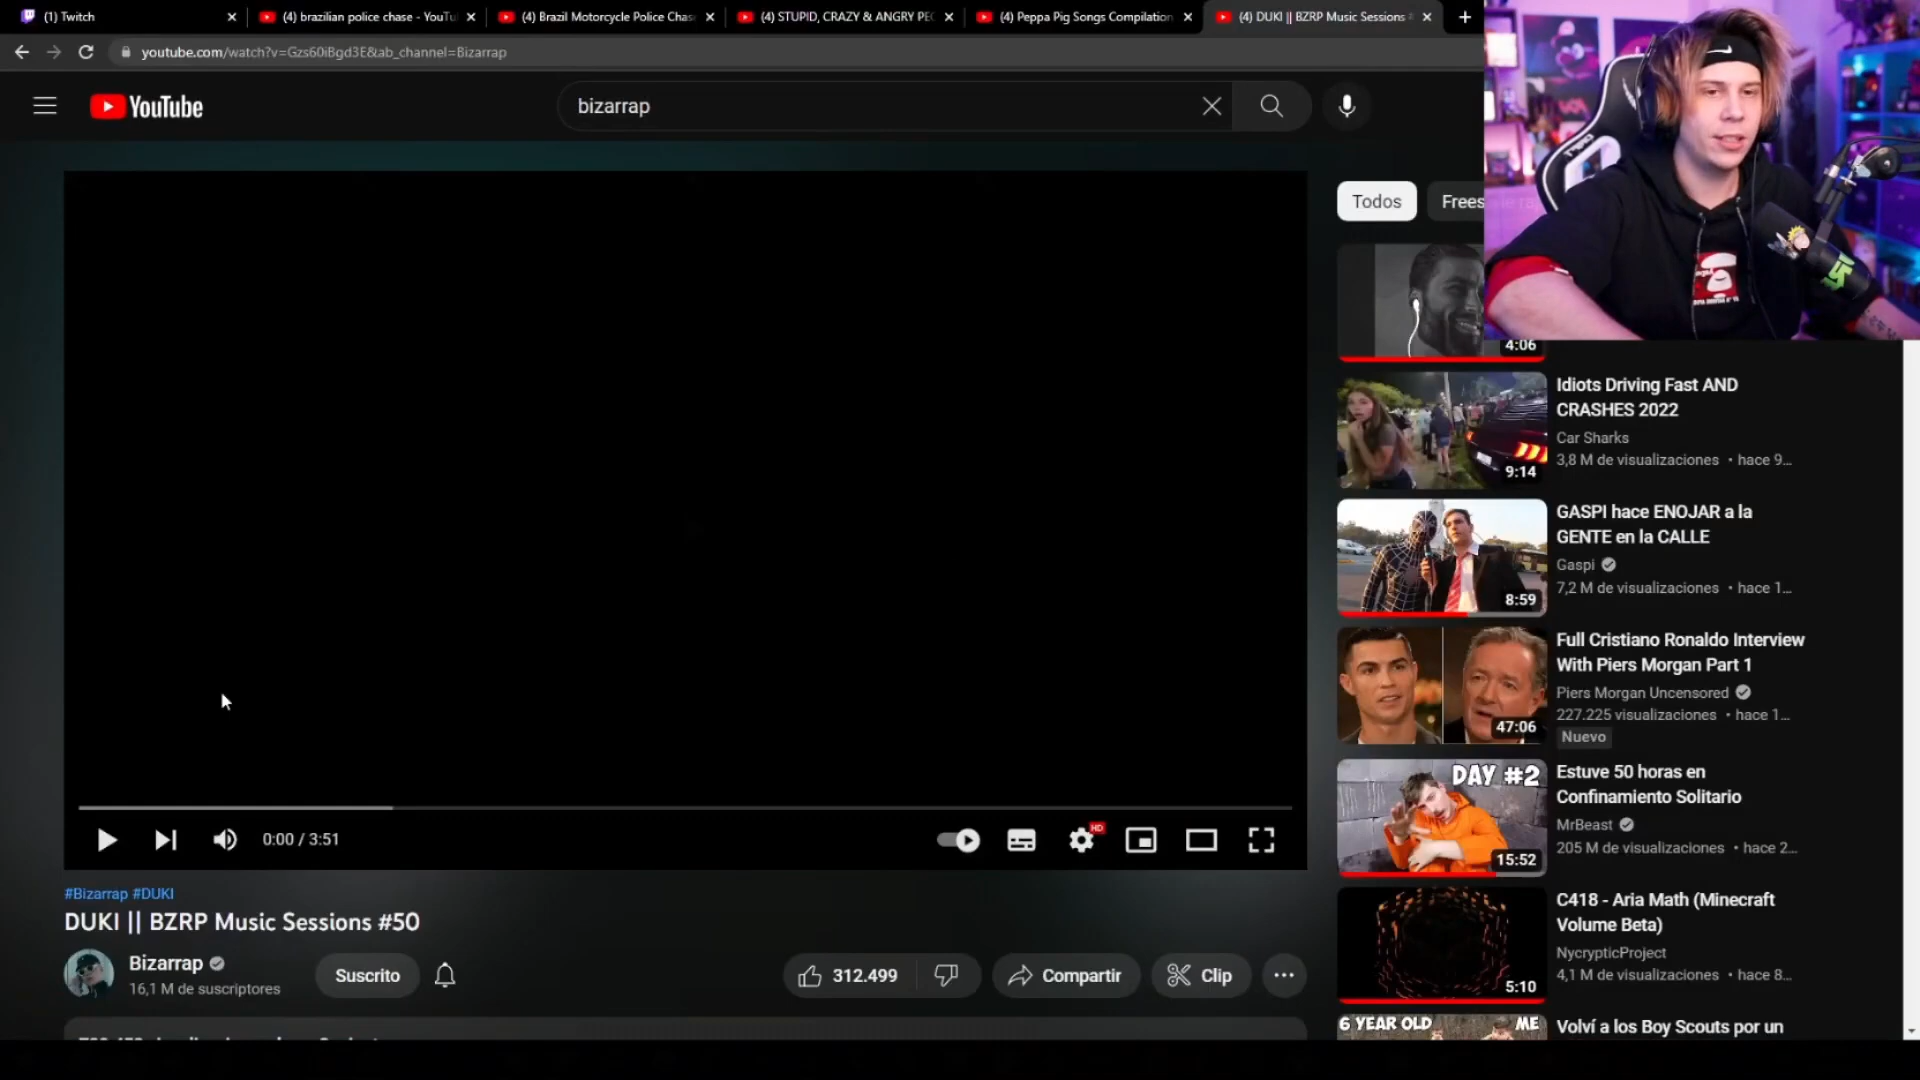 (1) Twitch
(4) brazilian police chase - YouTu
(4) Brazil Motorcycle Police Chas
(4) STUPID, CRAZY & ANGRY PE
(4) Peppa Pig Songs Compilation
(4) DUKI || BZRP Music Sessions #
youtube.com/watch?v=Gzs60iBgd3E&ab_channel=Bizarrap
YouTube
bizarrap
Todos
Frees
4:06
Idiots Driving Fast AND
CRASHES 2022
Car Sharks
3,8 M de visualizaciones • hace 9...
9:14
GASPI hace ENOJAR a la
GENTE en la CALLE
Gaspi
7,2 M de visualizaciones • hace 1...
8:59
Full Cristiano Ronaldo Interview
With Piers Morgan Part 1
Piers Morgan Uncensored
227.225 visualizaciones • hace 1...
Nuevo
47:06
DAY #2
Estuve 50 horas en
Confinamiento Solitario
MrBeast
205 M de visualizaciones • hace 2...
15:52
C418 - Aria Math (Minecraft
Volume Beta)
NycrypticProject
4,1 M de visualizaciones • hace 8...
5:10
6 YEAR OLD
ME
Volví a los Boy Scouts por un
0:00 / 3:51
HD
#Bizarrap #DUKI
DUKI || BZRP Music Sessions #50
Bizarrap
16,1 M de suscriptores
Suscrito
312.499
Compartir
Clip